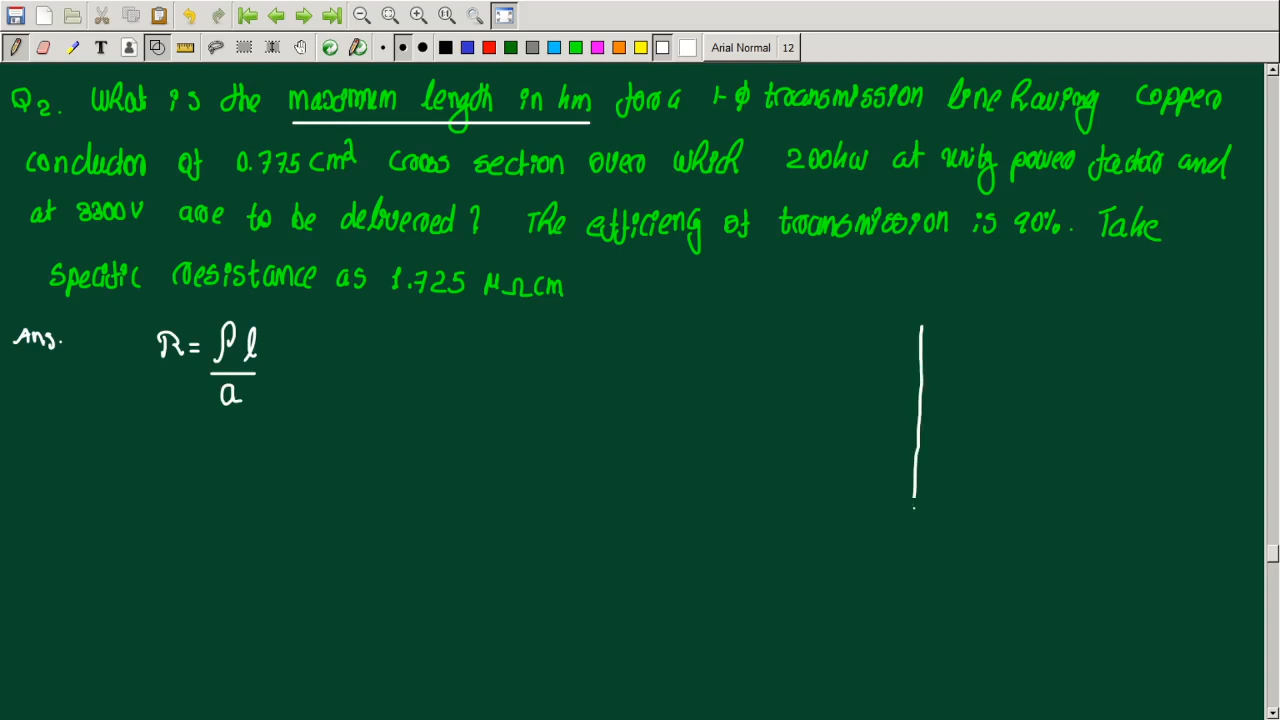 Arial Normal 12
Q2. What is the maximum length in km for a 1-ϕ transmission line having copper
conductor of 0.775 cm² cross section over which 200kw at unity power factor and
at 3300V are to be delivered? The efficiency of transmission is 90%. Take
specific resistance as 1.725 μΩcm
Ans. R = ρl
a